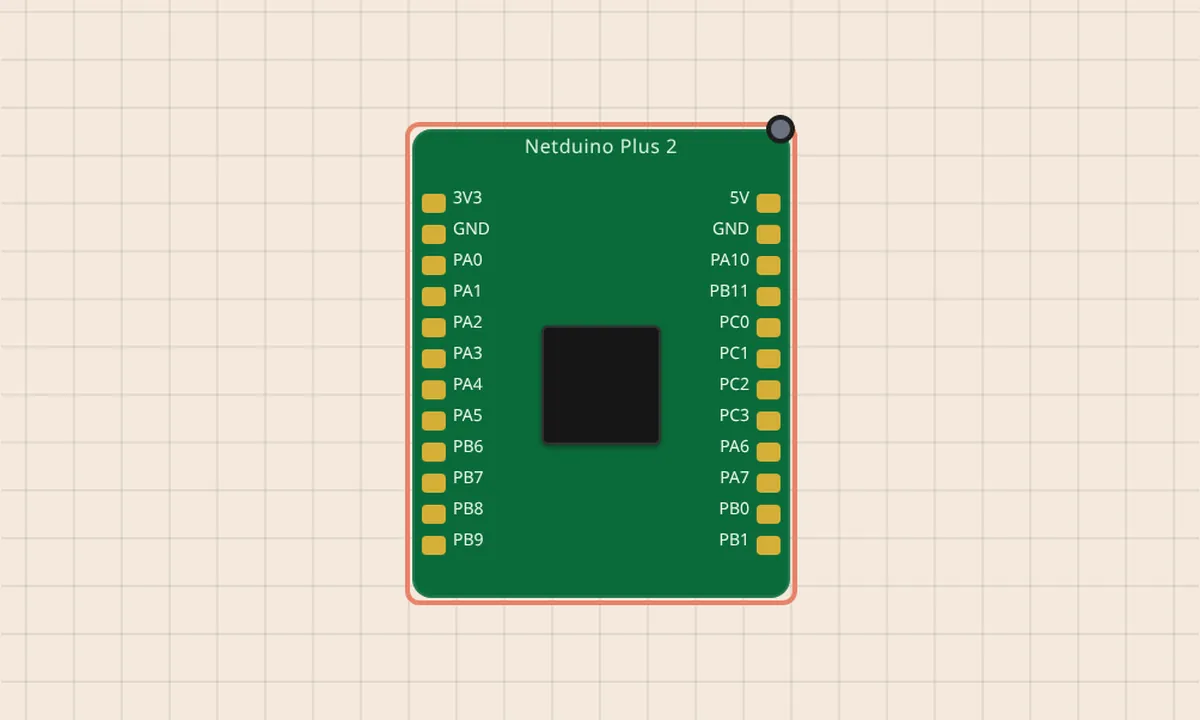 Netduino Plus 2
3V3 5V
GND GND
PA0 PA10
PA1 PB11
PA2 PC0
PA3 PC1
PA4 PC2
PA5 PC3
PB6 PA6
PB7 PA7
PB8 PB0
PB9 PB1